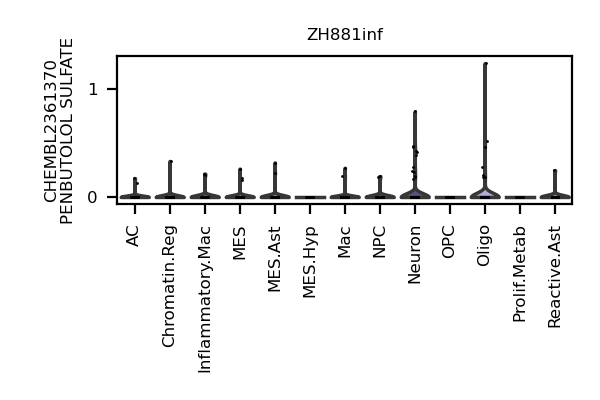 ZH881inf
CHEMBL2361370
PENBUTOLOL SULFATE
1
0
AC
Chromatin.Reg
Inflammatory.Mac
MES
MES.Ast
MES.Hyp
Mac
NPC
Neuron
OPC
Oligo
Prolif.Metab
Reactive.Ast